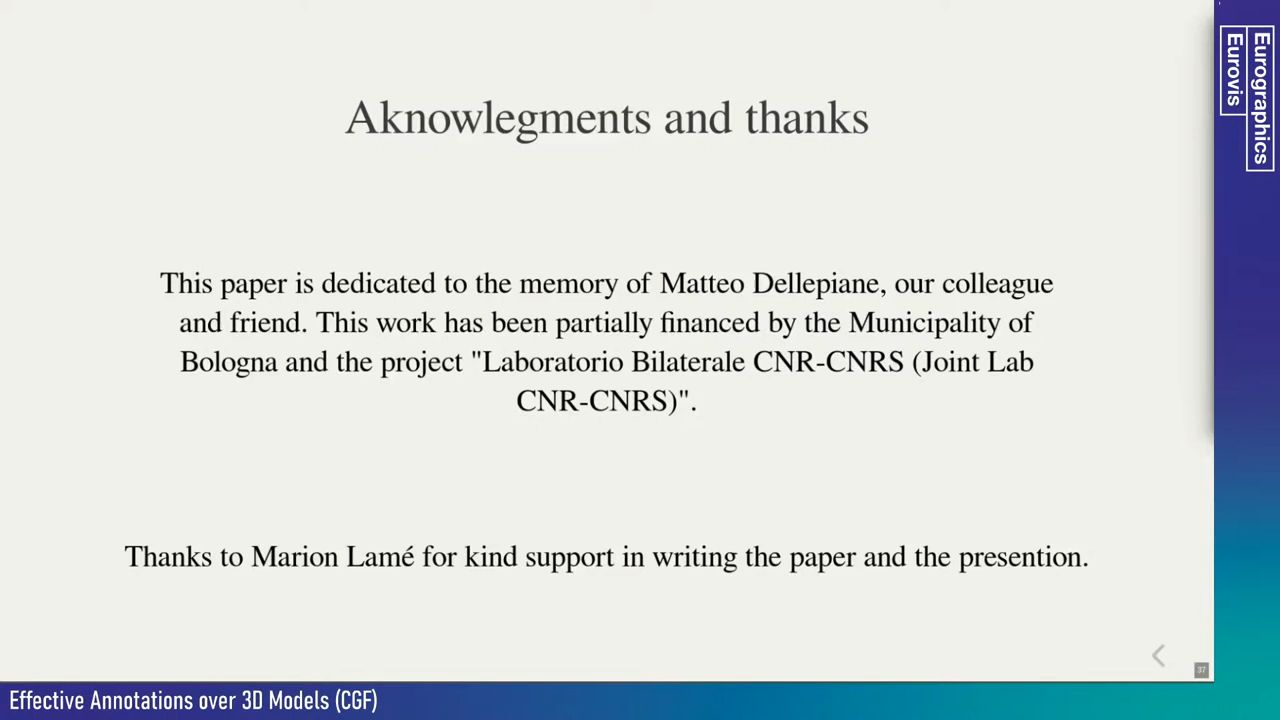 Aknowlegments and thanks
This paper is dedicated to the memory of Matteo Dellepiane, our colleague
and friend. This work has been partially financed by the Municipality of
Bologna and the project "Laboratorio Bilaterale CNR-CNRS (Joint Lab
CNR-CNRS)".
Thanks to Marion Lamé for kind support in writing the paper and the presention.
37
Effective Annotations over 3D Models (CGF)
Eurographics
Eurovis